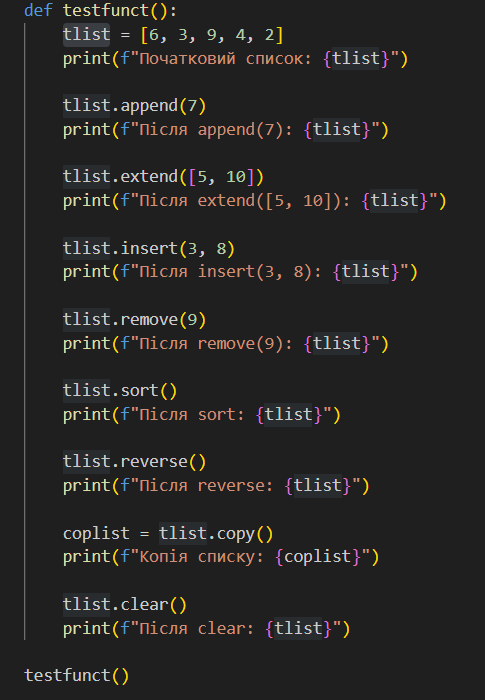 def testfunct():
    tlist = [6, 3, 9, 4, 2]
    print(f"Початковий список: {tlist}")

    tlist.append(7)
    print(f"Після append(7): {tlist}")

    tlist.extend([5, 10])
    print(f"Після extend([5, 10]): {tlist}")

    tlist.insert(3, 8)
    print(f"Після insert(3, 8): {tlist}")

    tlist.remove(9)
    print(f"Після remove(9): {tlist}")

    tlist.sort()
    print(f"Після sort: {tlist}")

    tlist.reverse()
    print(f"Після reverse: {tlist}")

    coplist = tlist.copy()
    print(f"Копія списку: {coplist}")

    tlist.clear()
    print(f"Після clear: {tlist}")

testfunct()